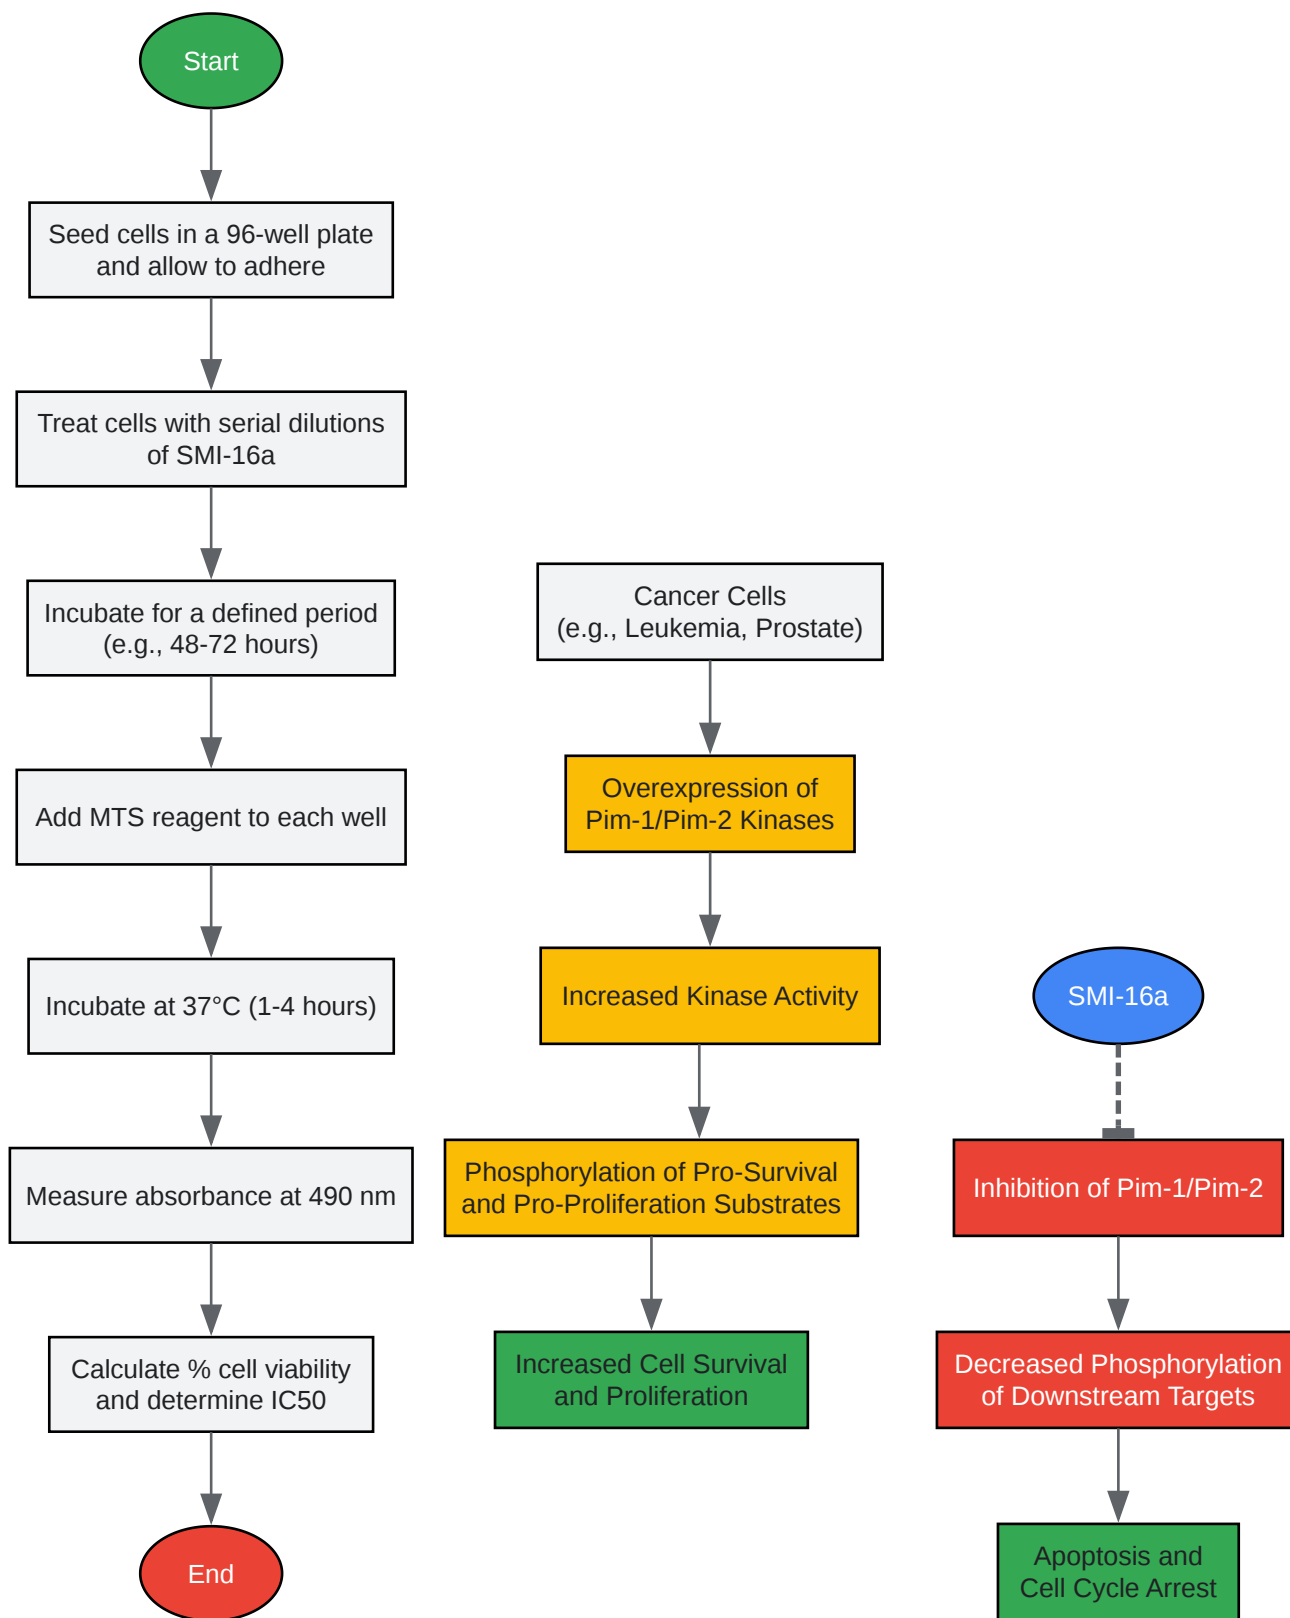 Start
Seed cells in a 96-well plate
and allow to adhere
Treat cells with serial dilutions
of SMI-16a
Incubate for a defined period
(e.g., 48-72 hours)
Add MTS reagent to each well
Incubate at 37°C (1-4 hours)
Measure absorbance at 490 nm
Calculate % cell viability
and determine IC50
End
Cancer Cells
(e.g., Leukemia, Prostate)
Overexpression of
Pim-1/Pim-2 Kinases
Increased Kinase Activity
Phosphorylation of Pro-Survival
and Pro-Proliferation Substrates
Increased Cell Survival
and Proliferation
SMI-16a
Inhibition of Pim-1/Pim-2
Decreased Phosphorylation
of Downstream Targets
Apoptosis and
Cell Cycle Arrest